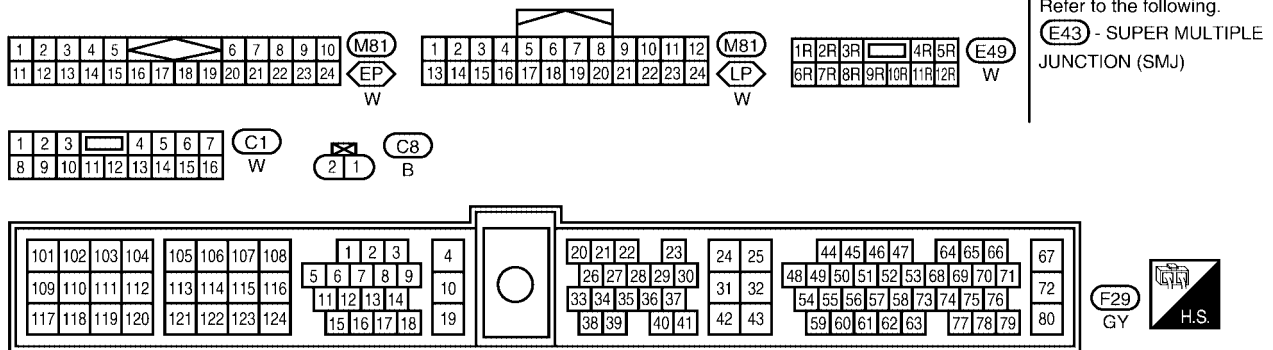 Refer to the following.
E43 - SUPER MULTIPLE
JUNCTION (SMJ)
1 2 3 4 5 6 7 8 9 10 M81
11 12 13 14 15 16 17 18 19 20 21 22 23 24 EP
W
1 2 3 4 5 6 7 8 9 10 11 12 M81
13 14 15 16 17 18 19 20 21 22 23 24 LP
W
1R 2R 3R 4R 5R E49
6R 7R 8R 9R 10R 11R 12R W
1 2 3 4 5 6 7 C1
8 9 10 11 12 13 14 15 16 W
C8
2 1 B
101 102 103 104 105 106 107 108 1 2 3 4 20 21 22 23 24 25 44 45 46 47 64 65 66 67
5 6 7 8 9 26 27 28 29 30 48 49 50 51 52 53 68 69 70 71
109 110 111 112 113 114 115 116 10 31 32 72
11 12 13 14 33 34 35 36 37 54 55 56 57 58 73 74 75 76
117 118 119 120 121 122 123 124 15 16 17 18 19 38 39 40 41 42 43 59 60 61 62 63 77 78 79 80
F29
GY
H.S.